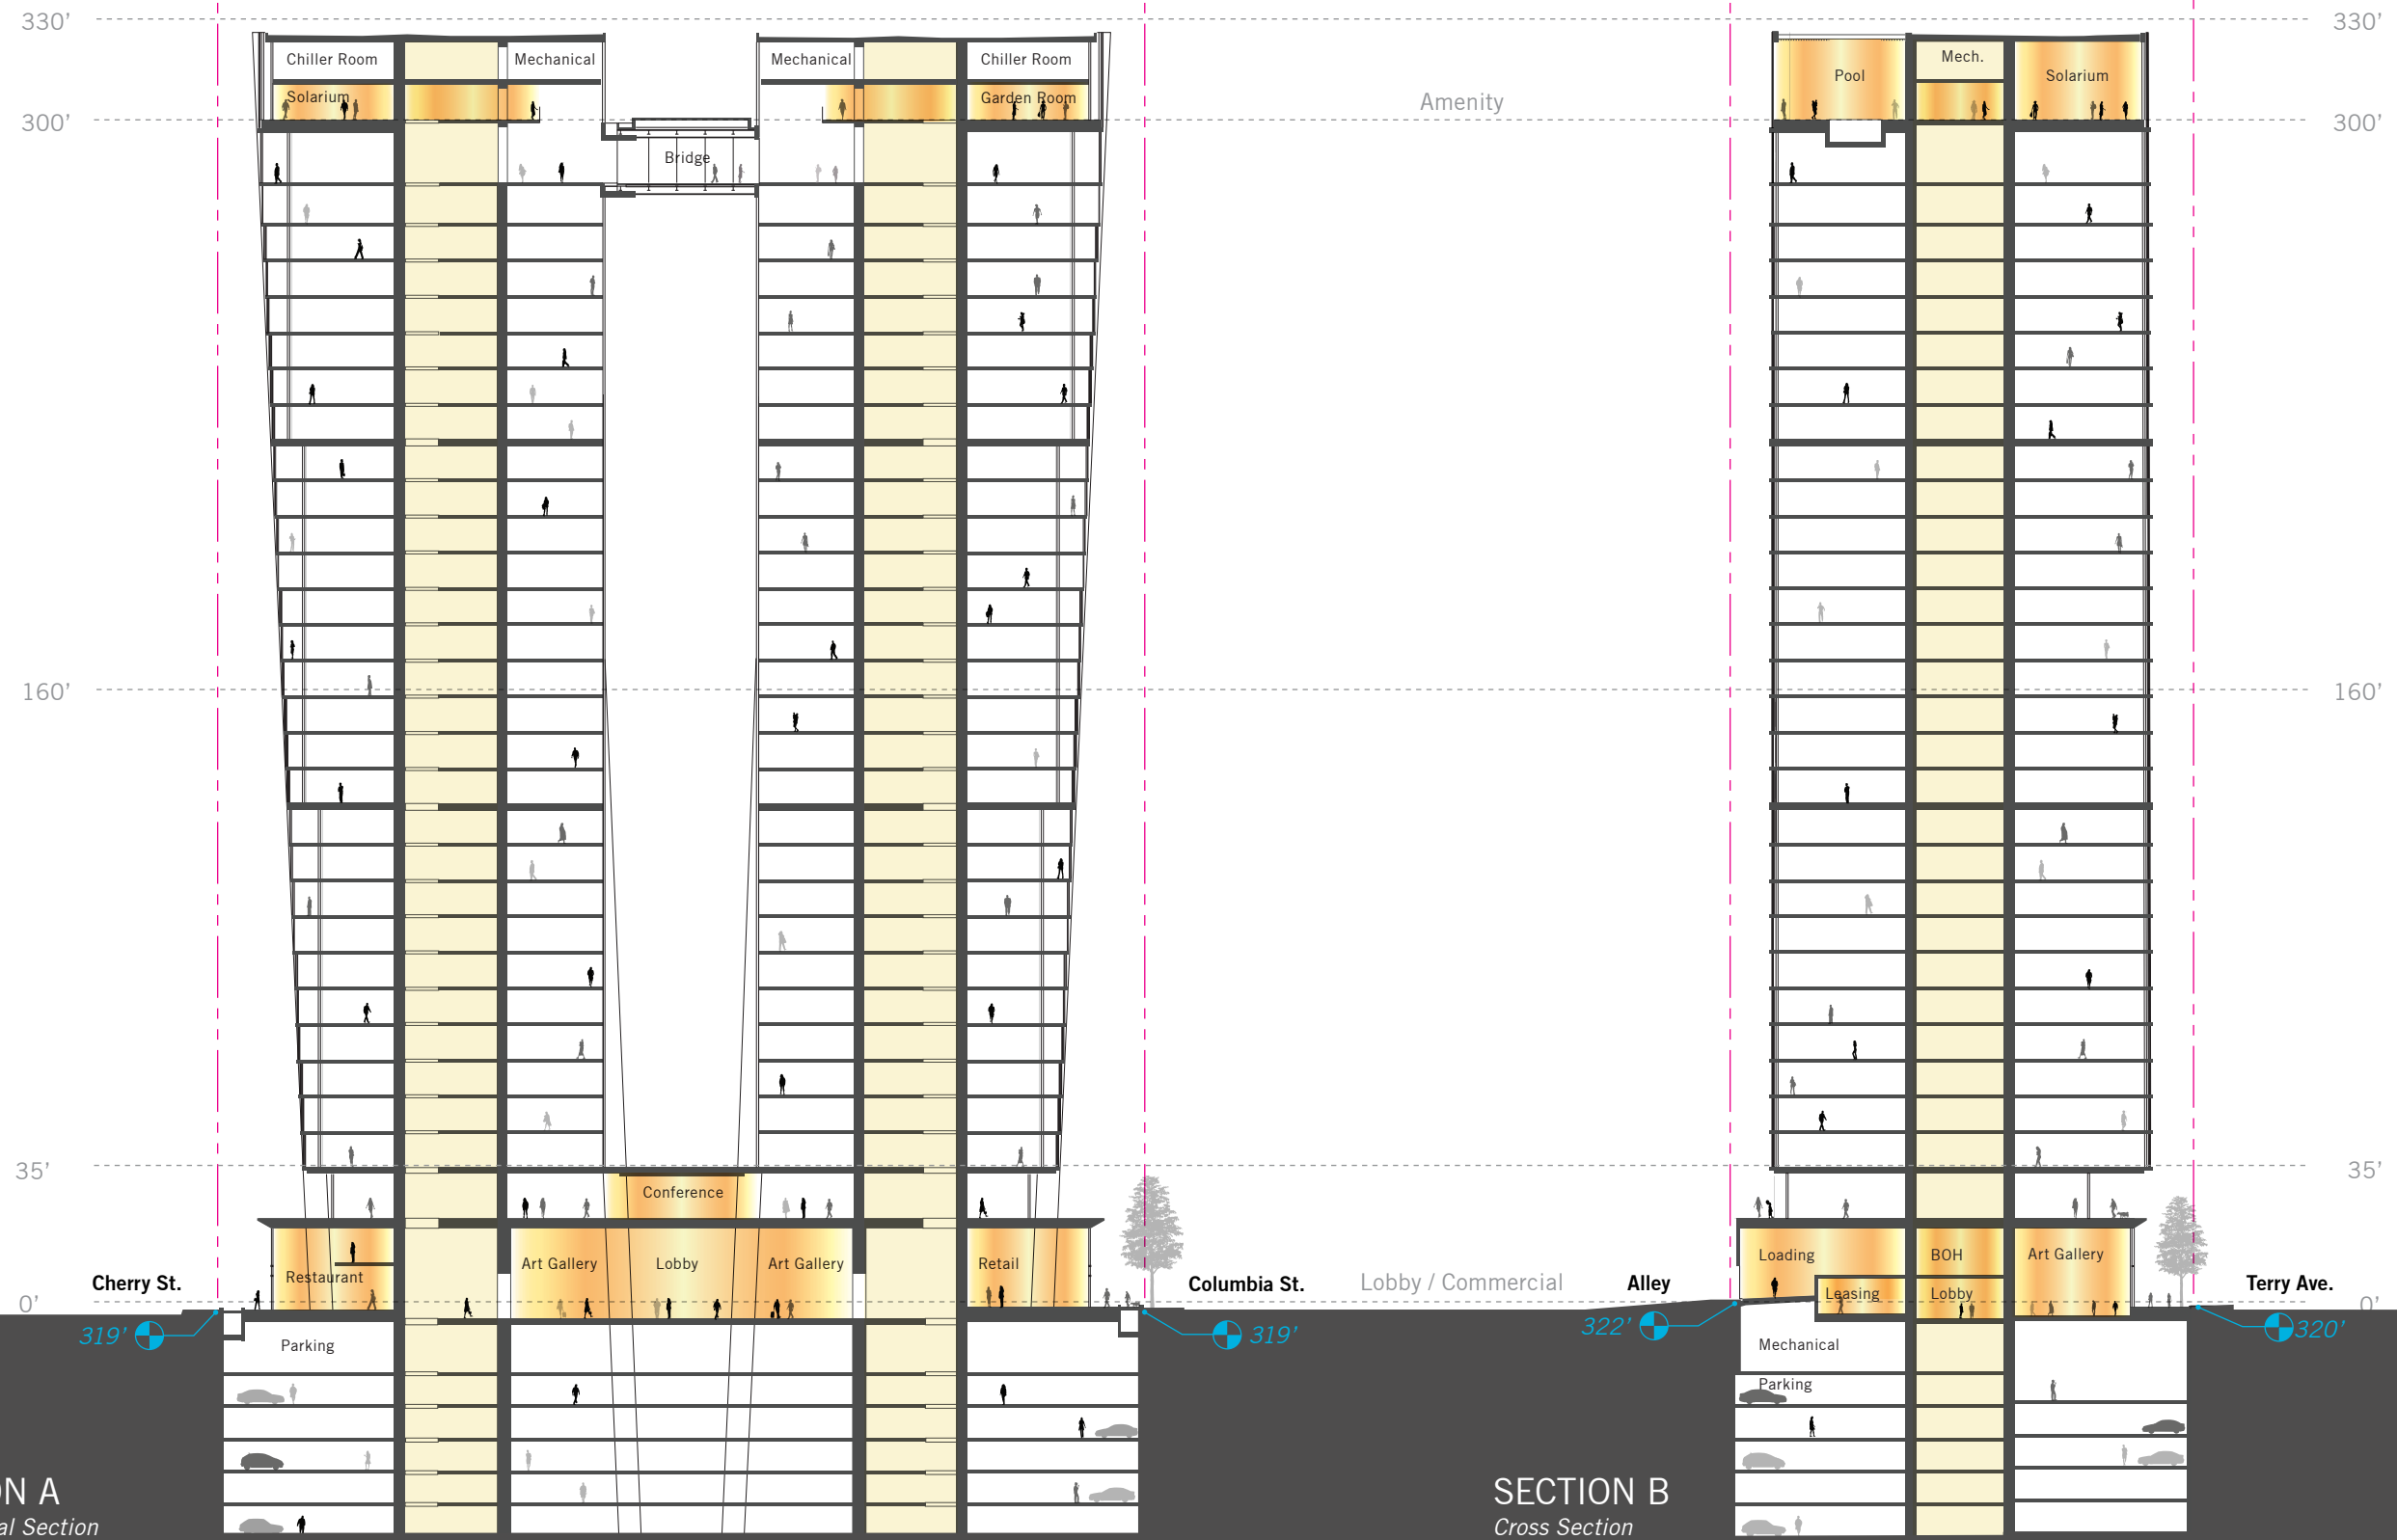 330’
330’
Chiller Room
Mechanical
Mechanical
Chiller Room
Pool
Mech.
Solarium
Solarium
Garden Room
Amenity
300’
300’
Bridge
160’
160’
35’
35’
Conference
Art Gallery
Lobby
Art Gallery
Retail
Restaurant
Loading
BOH
Art Gallery
Leasing
Lobby
Cherry St.
Columbia St.
Lobby / Commercial
Alley
Terry Ave.
0’
0’
319’
319’
322’
320’
Parking
Mechanical
Parking
ON A
al Section
SECTION B
Cross Section